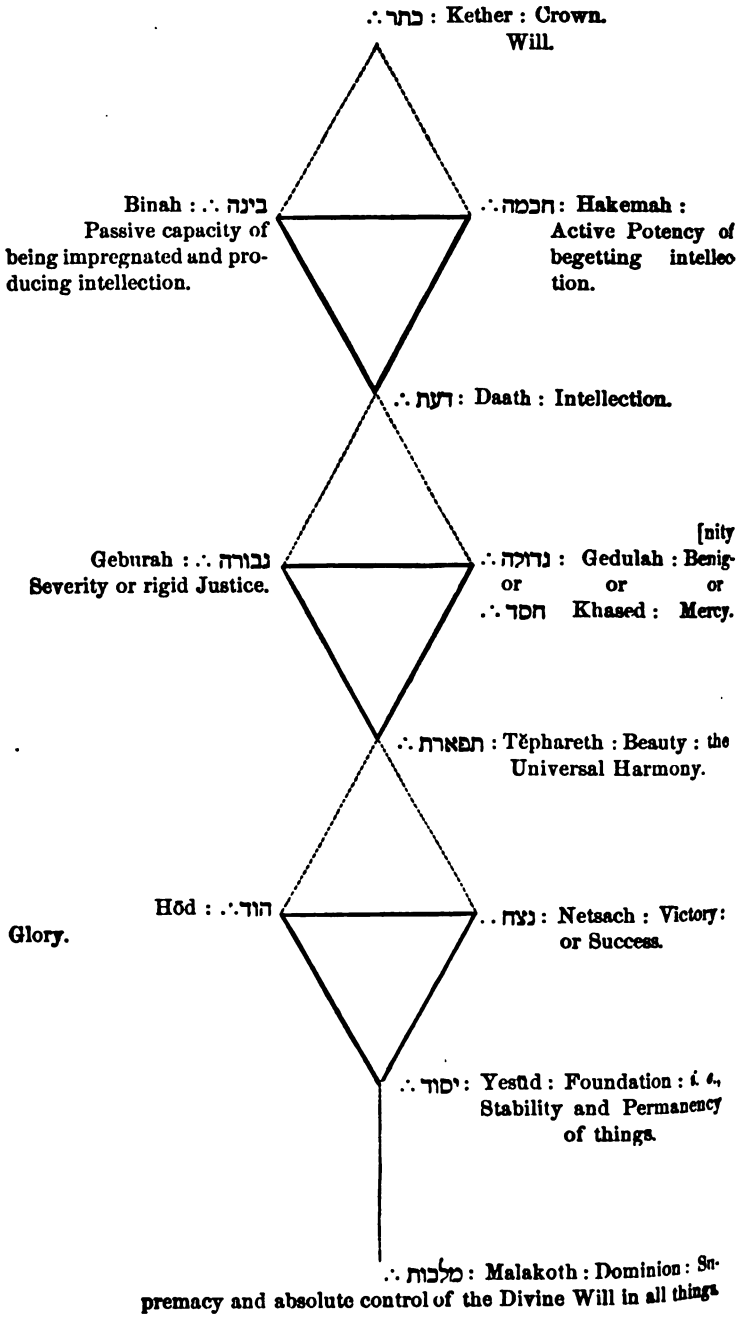 ∴ כתר : Kether : Crown.
Will.
Binah : ∴ בינה
Passive capacity of
being impregnated and pro-
ducing intellection.
∴ חכמה : Hakemah :
Active Potency of
begetting intellec
tion.
∴ דעת : Daath : Intellection.
Geburah : ∴ גבורה
Severity or rigid Justice.
[nity
∴ גדולה : Gedulah : Benig-
or or or
∴ חסד Khased : Mercy.
∴ תפארת : Tĕphareth : Beauty : the
Universal Harmony.
Hōd : ∴ הוד
Glory.
.. נצח : Netsach : Victory:
or Success.
∴ יסוד : Yesūd : Foundation : i. e.,
Stability and Permanency
of things.
∴ מלכות : Malakoth : Dominion : Su-
premacy and absolute control of the Divine Will in all things